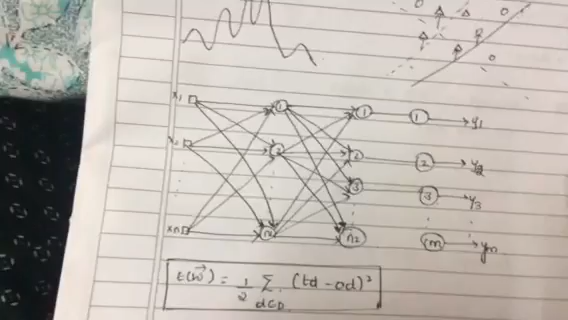 x1 1 1 1 y1
x2 2 2 2 y2
3 3 y3
xn n n2 m ym
E(w⃗) = 1/2 Σ (td - od)²
d∈D